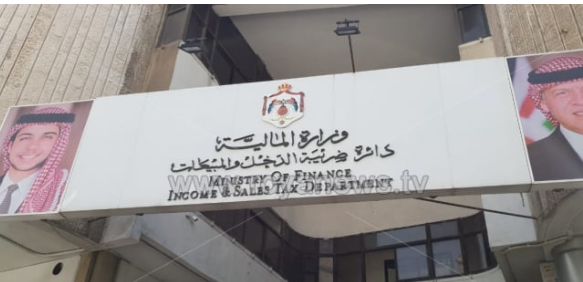 وزارة المالية
دائرة ضريبة الدخل والمبيعات
MINISTRY OF FINANCE
INCOME & SALES TAX DEPARTMENT